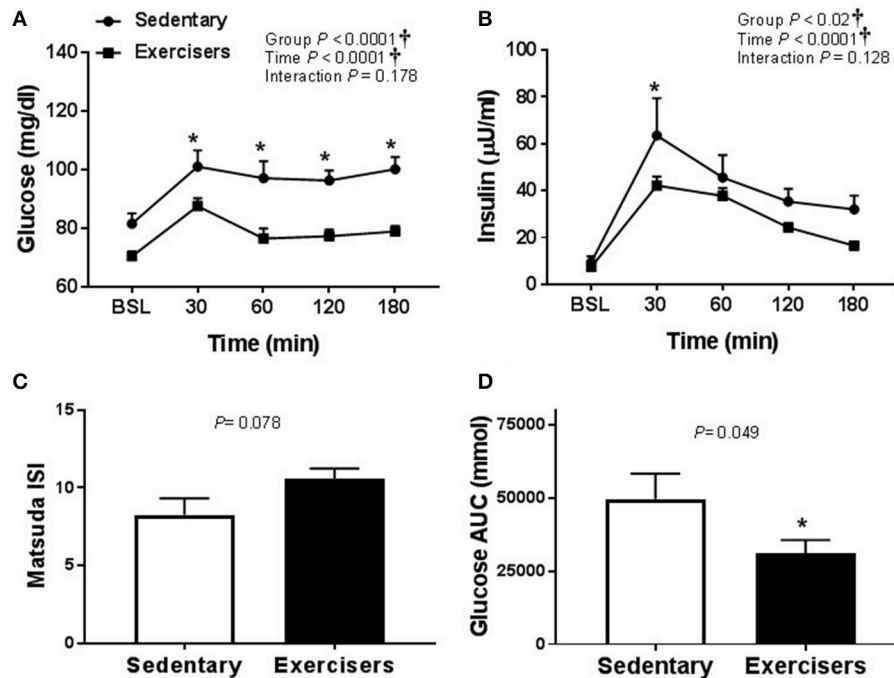 A
Sedentary
Exercisers
Group P < 0.0001 †
Time P < 0.0001 †
Interaction P = 0.178
Glucose (mg/dl)
140
120
100
80
60
* * * *
BSL 30 60 120 180
Time (min)
B
Group P < 0.02 †
Time P < 0.0001 †
Interaction P = 0.128
Insulin (µU/ml)
100
80
60
40
20
0
*
BSL 30 60 120 180
Time (min)
C
P= 0.078
Matsuda ISI
15
10
5
0
Sedentary Exercisers
D
P= 0.049
Glucose AUC (mmol)
75000
50000
25000
0
*
Sedentary Exercisers